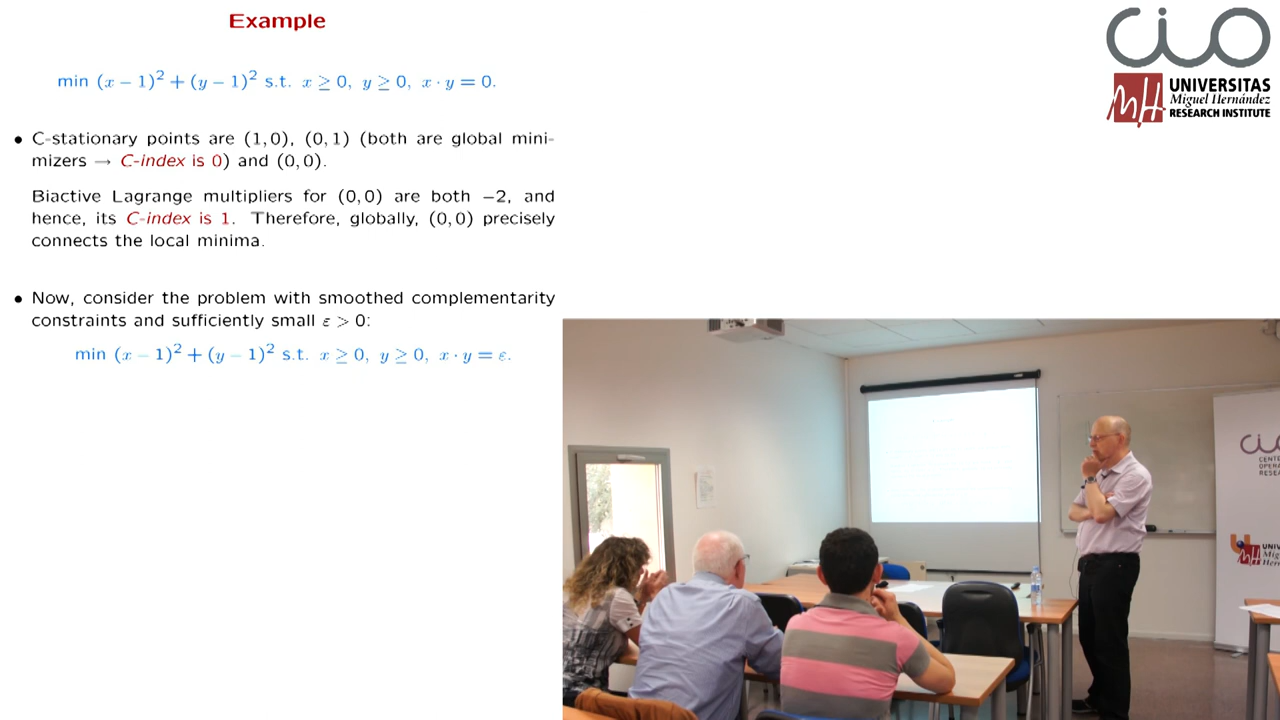 Example
min (x − 1)² + (y − 1)² s.t. x ≥ 0, y ≥ 0, x · y = 0.
• C-stationary points are (1, 0), (0, 1) (both are global mini-
mizers → C-index is 0) and (0, 0).
Biactive Lagrange multipliers for (0, 0) are both −2, and
hence, its C-index is 1. Therefore, globally, (0, 0) precisely
connects the local minima.
• Now, consider the problem with smoothed complementarity
constraints and sufficiently small ε > 0:
min (x − 1)² + (y − 1)² s.t. x ≥ 0, y ≥ 0, x · y = ε.
CIO
UNIVERSITAS
Miguel Hernández
RESEARCH INSTITUTE